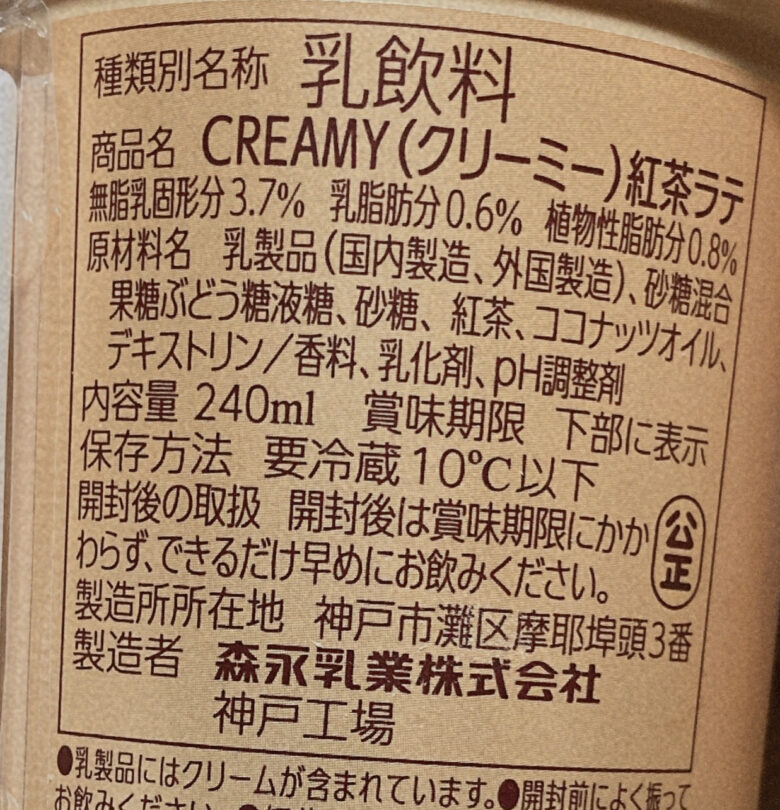 種類別名称 乳飲料
商品名 CREAMY(クリーミー)紅茶ラテ
無脂乳固形分3.7% 乳脂肪分0.6% 植物性脂肪分0.8%
原材料名 乳製品(国内製造、外国製造)、砂糖混合
果糖ぶどう糖液糖、砂糖、紅茶、ココナッツオイル、
デキストリン/香料、乳化剤、pH調整剤
内容量 240ml 賞味期限 下部に表示
保存方法 要冷蔵10℃以下
開封後の取扱 開封後は賞味期限にかか
わらず、できるだけ早めにお飲みください。
公正
製造所所在地 神戸市灘区摩耶埠頭3番
製造者 森永乳業株式会社
神戸工場
●乳製品にはクリームが含まれています。●開封前によく振って
お飲みください